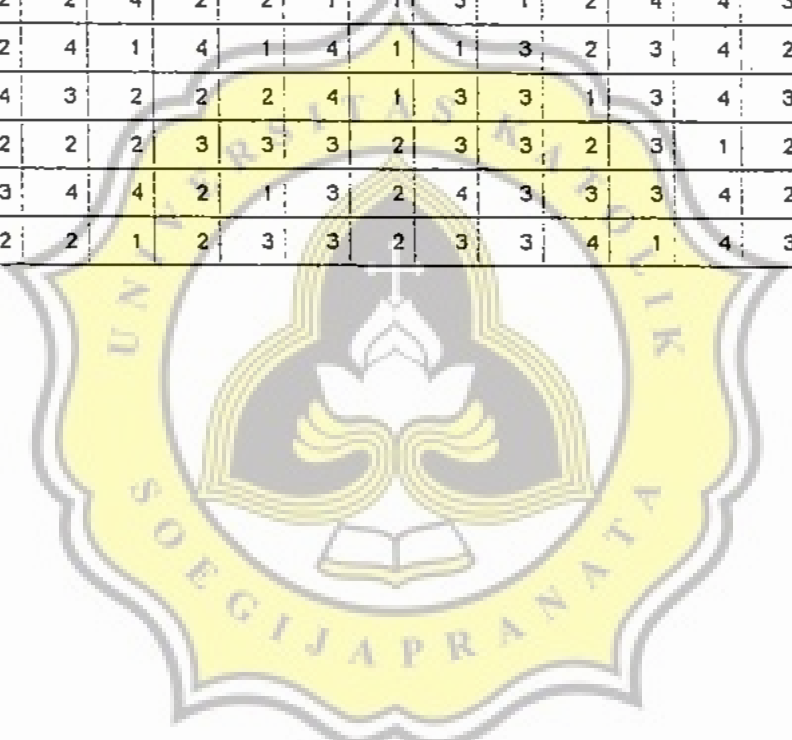 2 2 4 2 2 1 1 3 1 2 4 4 3
2 4 1 4 1 4 1 1 3 2 3 4 2
4 3 2 2 2 4 1 3 3 1 3 4 3
2 2 2 3 3 3 2 3 3 2 3 1 2
3 4 4 2 1 3 2 4 3 3 3 4 2
2 2 1 2 3 3 2 3 3 4 1 4 3
UNIVERSITAS KATOLIK
SOEGIJAPRANATA